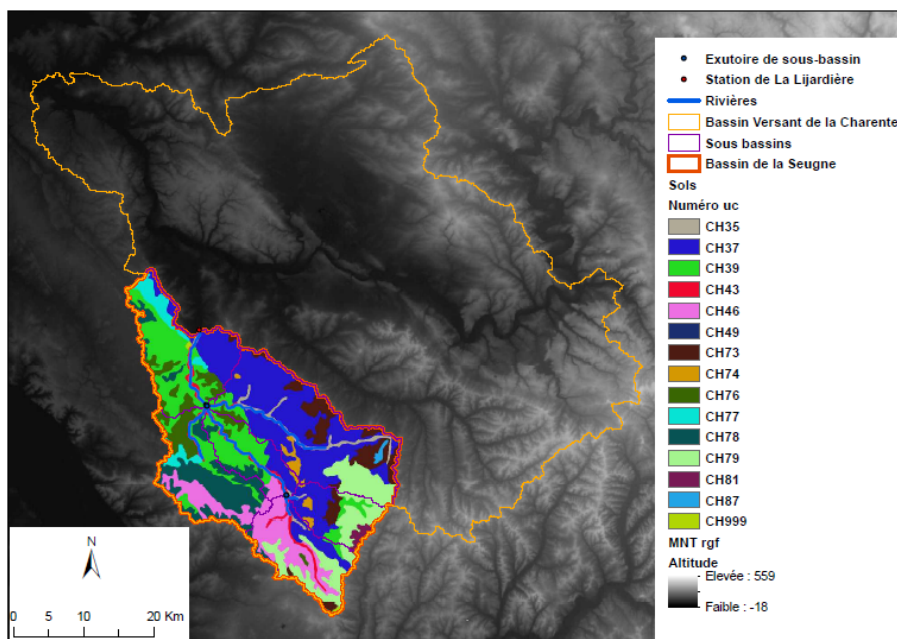 Exutoire de sous-bassin
Station de La Lijardière
Rivières
Bassin Versant de la Charente
Sous bassins
Bassin de la Seugne
Sols
Numéro uc
CH35
CH37
CH39
CH43
CH46
CH49
CH73
CH74
CH76
CH77
CH78
CH79
CH81
CH87
CH999
MNT rgf
Altitude
Elevée : 559
Faible : -18
N
0 5 10 20 Km